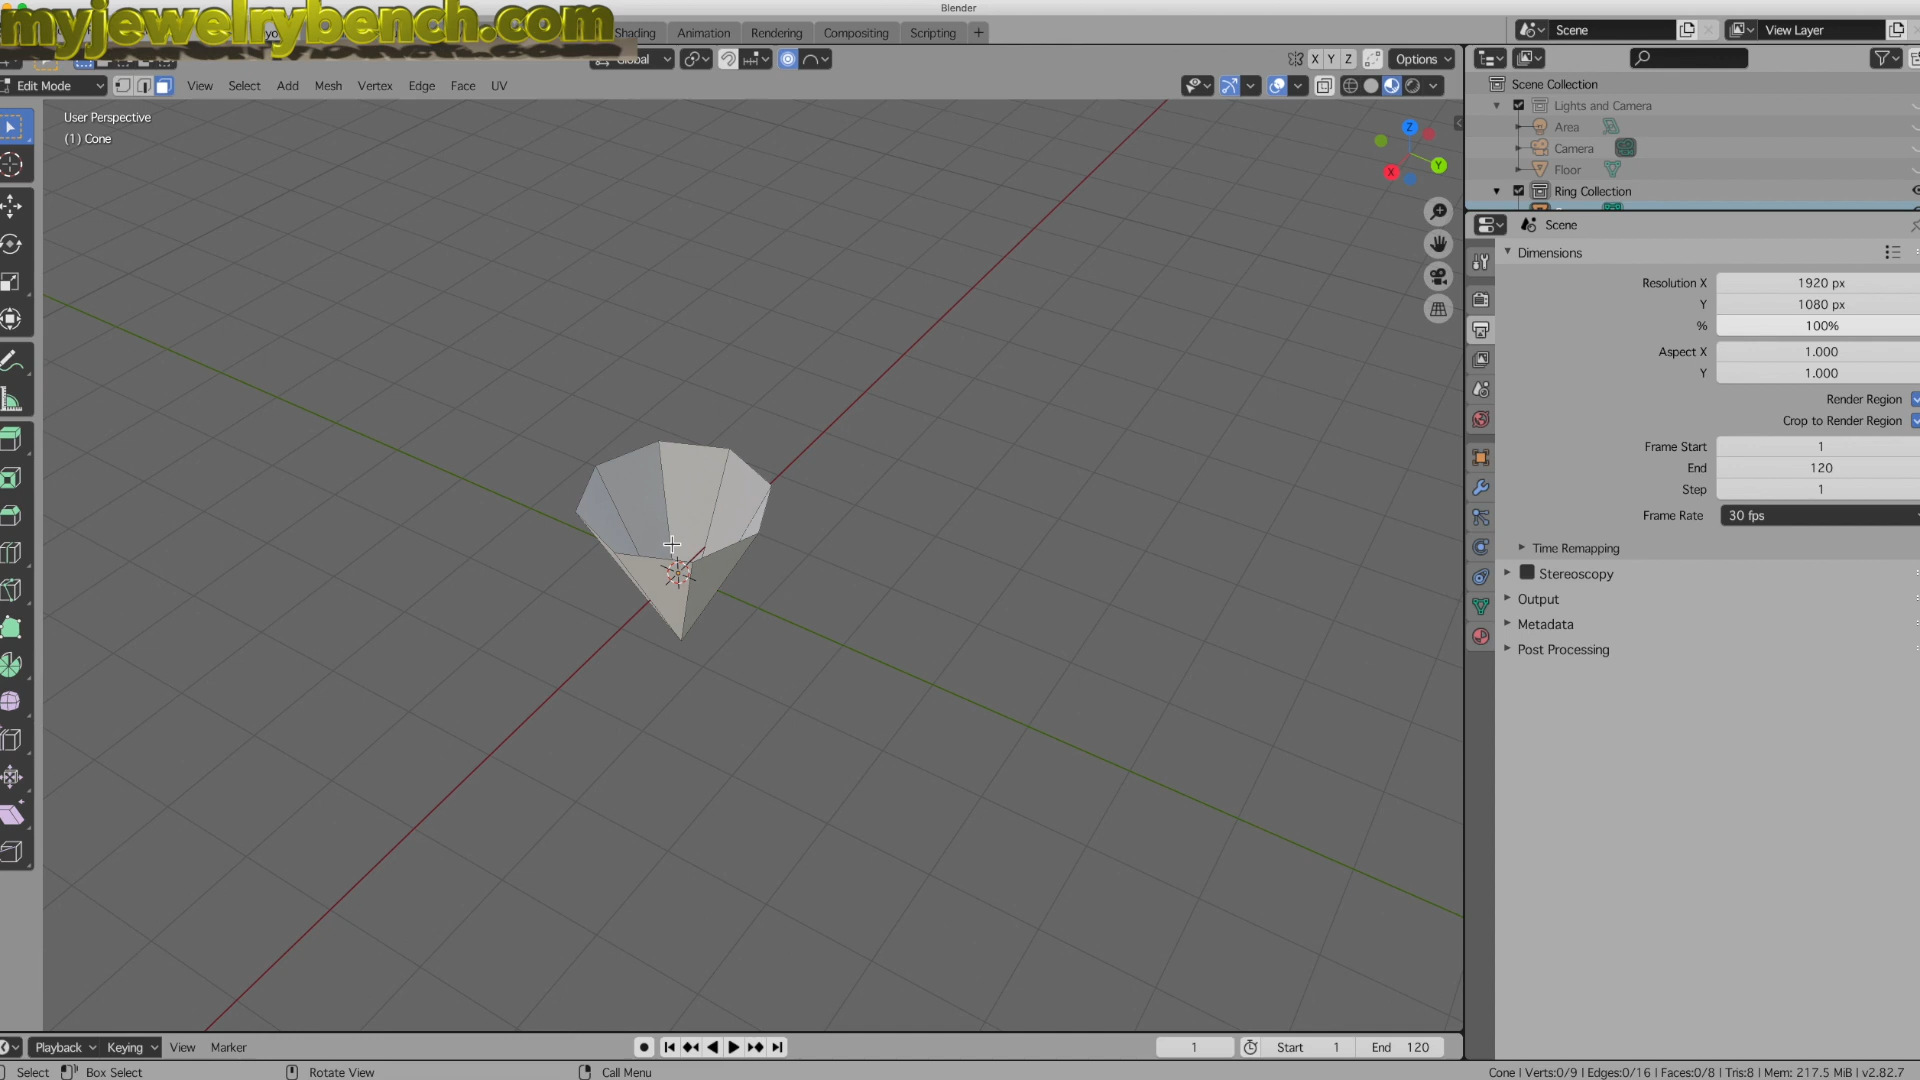 Blender
myjewelrybench.com
Shading Animation Rendering Compositing Scripting +
Scene View Layer
Global X Y Z Options
Edit Mode View Select Add Mesh Vertex Edge Face UV
User Perspective
(1) Cone
Z
Y
X
Scene Collection
Lights and Camera
Area
Camera
Floor
Ring Collection
Scene
Dimensions
Resolution X 1920 px
Y 1080 px
% 100%
Aspect X 1.000
Y 1.000
Render Region
Crop to Render Region
Frame Start 1
End 120
Step 1
Frame Rate 30 fps
Time Remapping
Stereoscopy
Output
Metadata
Post Processing
Playback Keying View Marker 1 Start 1 End 120
Select Box Select Rotate View Call Menu Cone | Verts:0/9 | Edges:0/16 | Faces:0/8 | Tris:8 | Mem: 217.5 MiB | v2.82.7